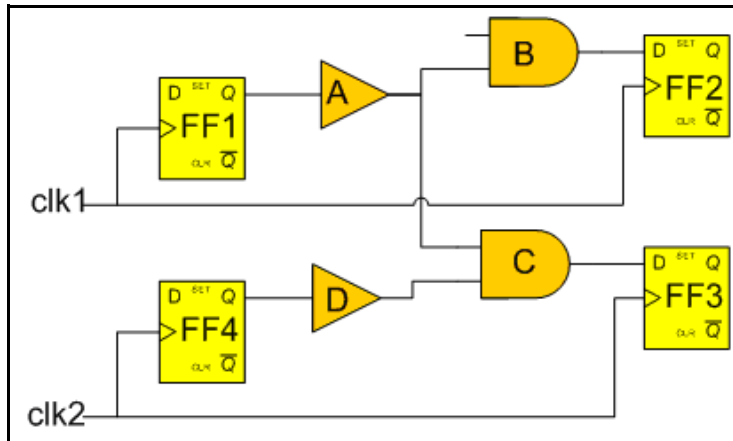 B
D SET Q
FF2
CLR Q̅
A
D SET Q
FF1
CLR Q̅
clk1
C
D SET Q
FF3
CLR Q̅
D
D SET Q
FF4
CLR Q̅
clk2